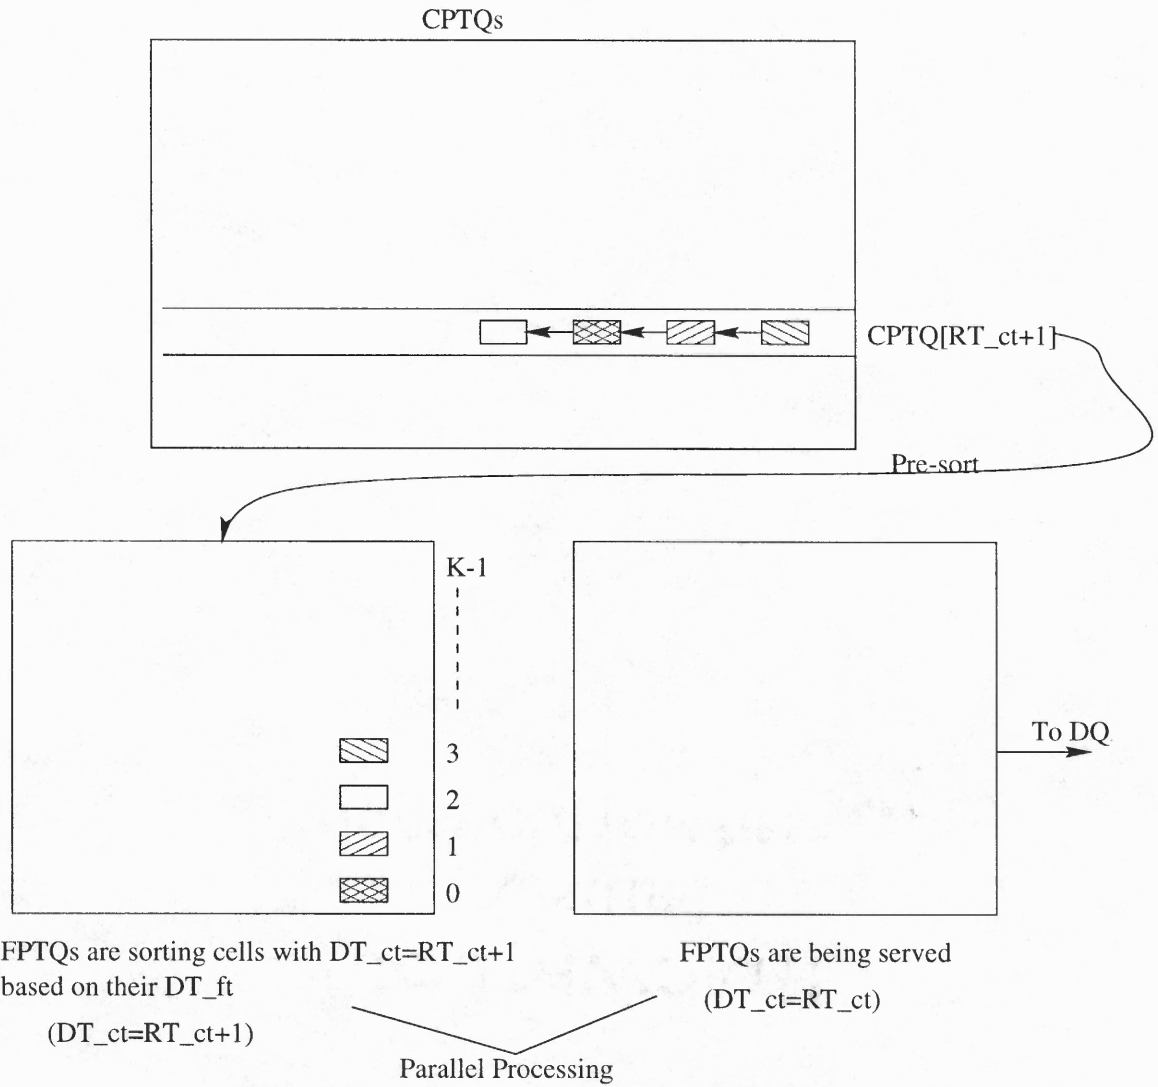 CPTQs
CPTQ[RT_ct+1]
Pre-sort
K-1
3
2
1
0
To DQ
FPTQs are sorting cells with DT_ct=RT_ct+1
based on their DT_ft
(DT_ct=RT_ct+1)
FPTQs are being served
(DT_ct=RT_ct)
Parallel Processing